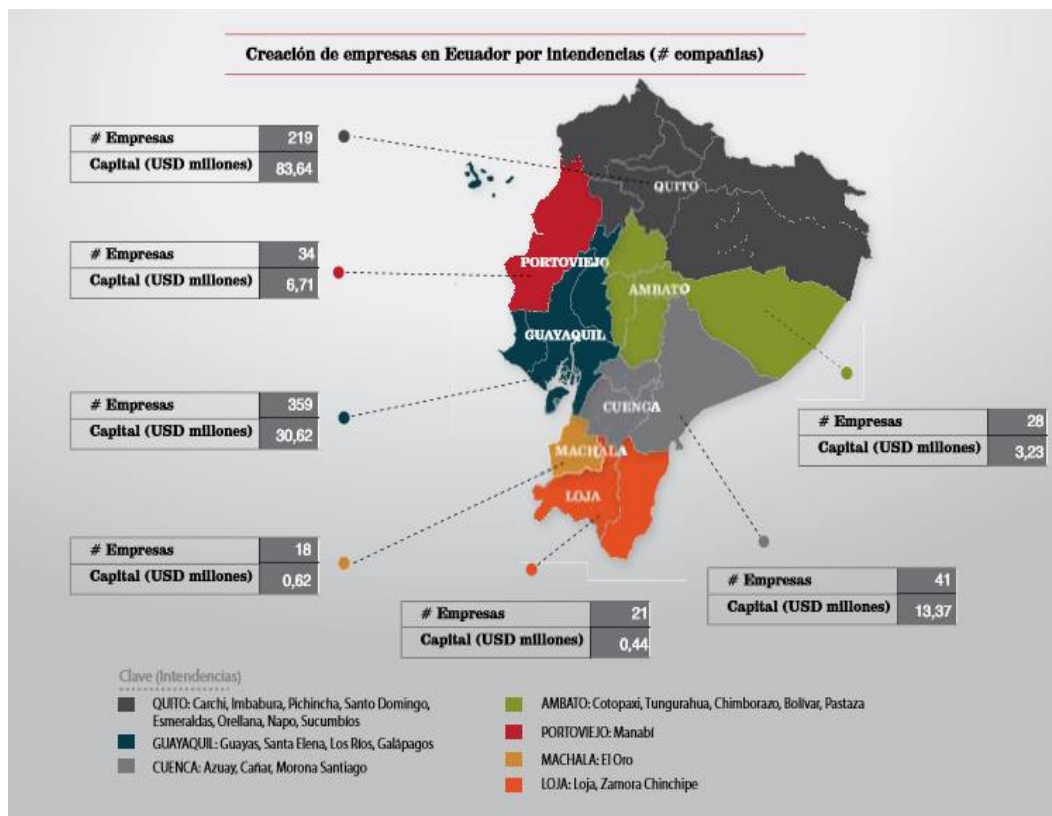 Creación de empresas en Ecuador por intendencias (# compañias)
# Empresas 219
Capital (USD millones) 83,64
QUITO
# Empresas 34
Capital (USD millones) 6,71
PORTOVIEJO
AMBATO
GUAYAQUIL
# Empresas 359
Capital (USD millones) 30,62
CUENCA
# Empresas 28
Capital (USD millones) 3,23
MACHALA
LOJA
# Empresas 18
Capital (USD millones) 0,62
# Empresas 41
Capital (USD millones) 13,37
# Empresas 21
Capital (USD millones) 0,44
Clave (Intendencias)
QUITO: Carchi, Imbabura, Pichincha, Santo Domingo,
Esmeraldas, Orellana, Napo, Sucumbíos
GUAYAQUIL: Guayas, Santa Elena, Los Ríos, Galápagos
CUENCA: Azuay, Cañar, Morona Santiago
AMBATO: Cotopaxi, Tungurahua, Chimborazo, Bolívar, Pastaza
PORTOVIEJO: Manabí
MACHALA: El Oro
LOJA: Loja, Zamora Chinchipe